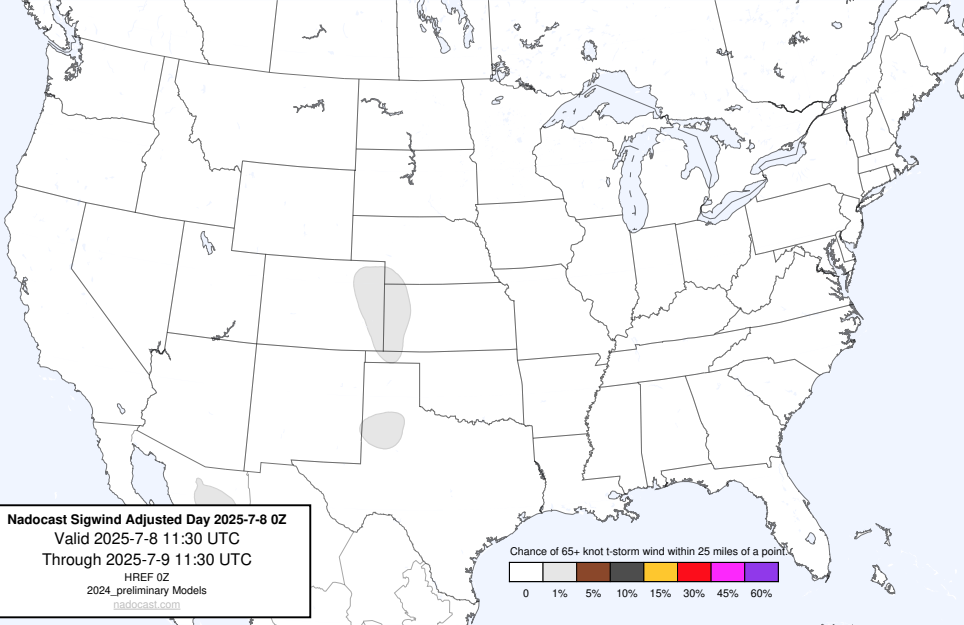 Nadocast Sigwind Adjusted Day 2025-7-8 0Z
Valid 2025-7-8 11:30 UTC
Through 2025-7-9 11:30 UTC
HREF 0Z
2024_preliminary Models
nadocast.com
Chance of 65+ knot t-storm wind within 25 miles of a point.
0 1% 5% 10% 15% 30% 45% 60%